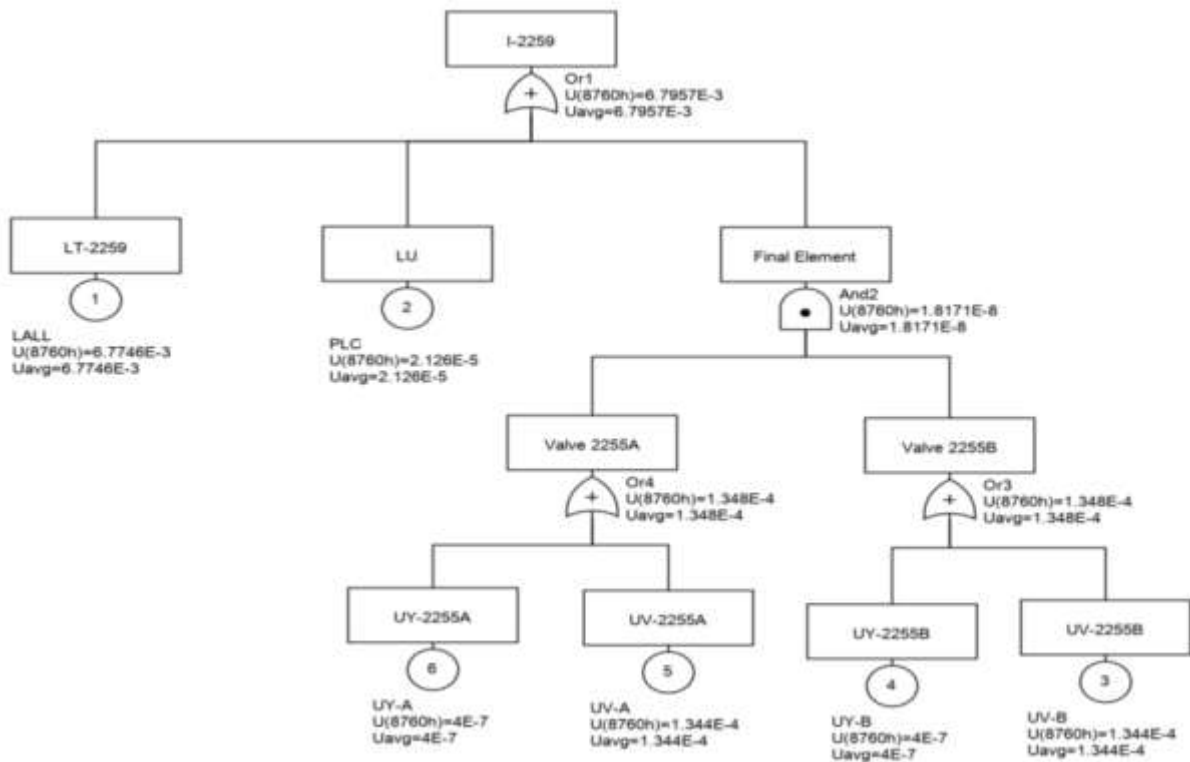 I-2259
+
Or1
U(8760h)=6.7957E-3
Uavg=6.7957E-3
LT-2259
1
LALL
U(8760h)=6.7746E-3
Uavg=6.7746E-3
LU
2
PLC
U(8760h)=2.126E-5
Uavg=2.126E-5
Final Element
And2
U(8760h)=1.8171E-8
Uavg=1.8171E-8
Valve 2255A
+
Or4
U(8760h)=1.348E-4
Uavg=1.348E-4
Valve 2255B
+
Or3
U(8760h)=1.348E-4
Uavg=1.348E-4
UY-2255A
6
UY-A
U(8760h)=4E-7
Uavg=4E-7
UV-2255A
5
UV-A
U(8760h)=1.344E-4
Uavg=1.344E-4
UY-2255B
4
UY-B
U(8760h)=4E-7
Uavg=4E-7
UV-2255B
3
UV-B
U(8760h)=1.344E-4
Uavg=1.344E-4